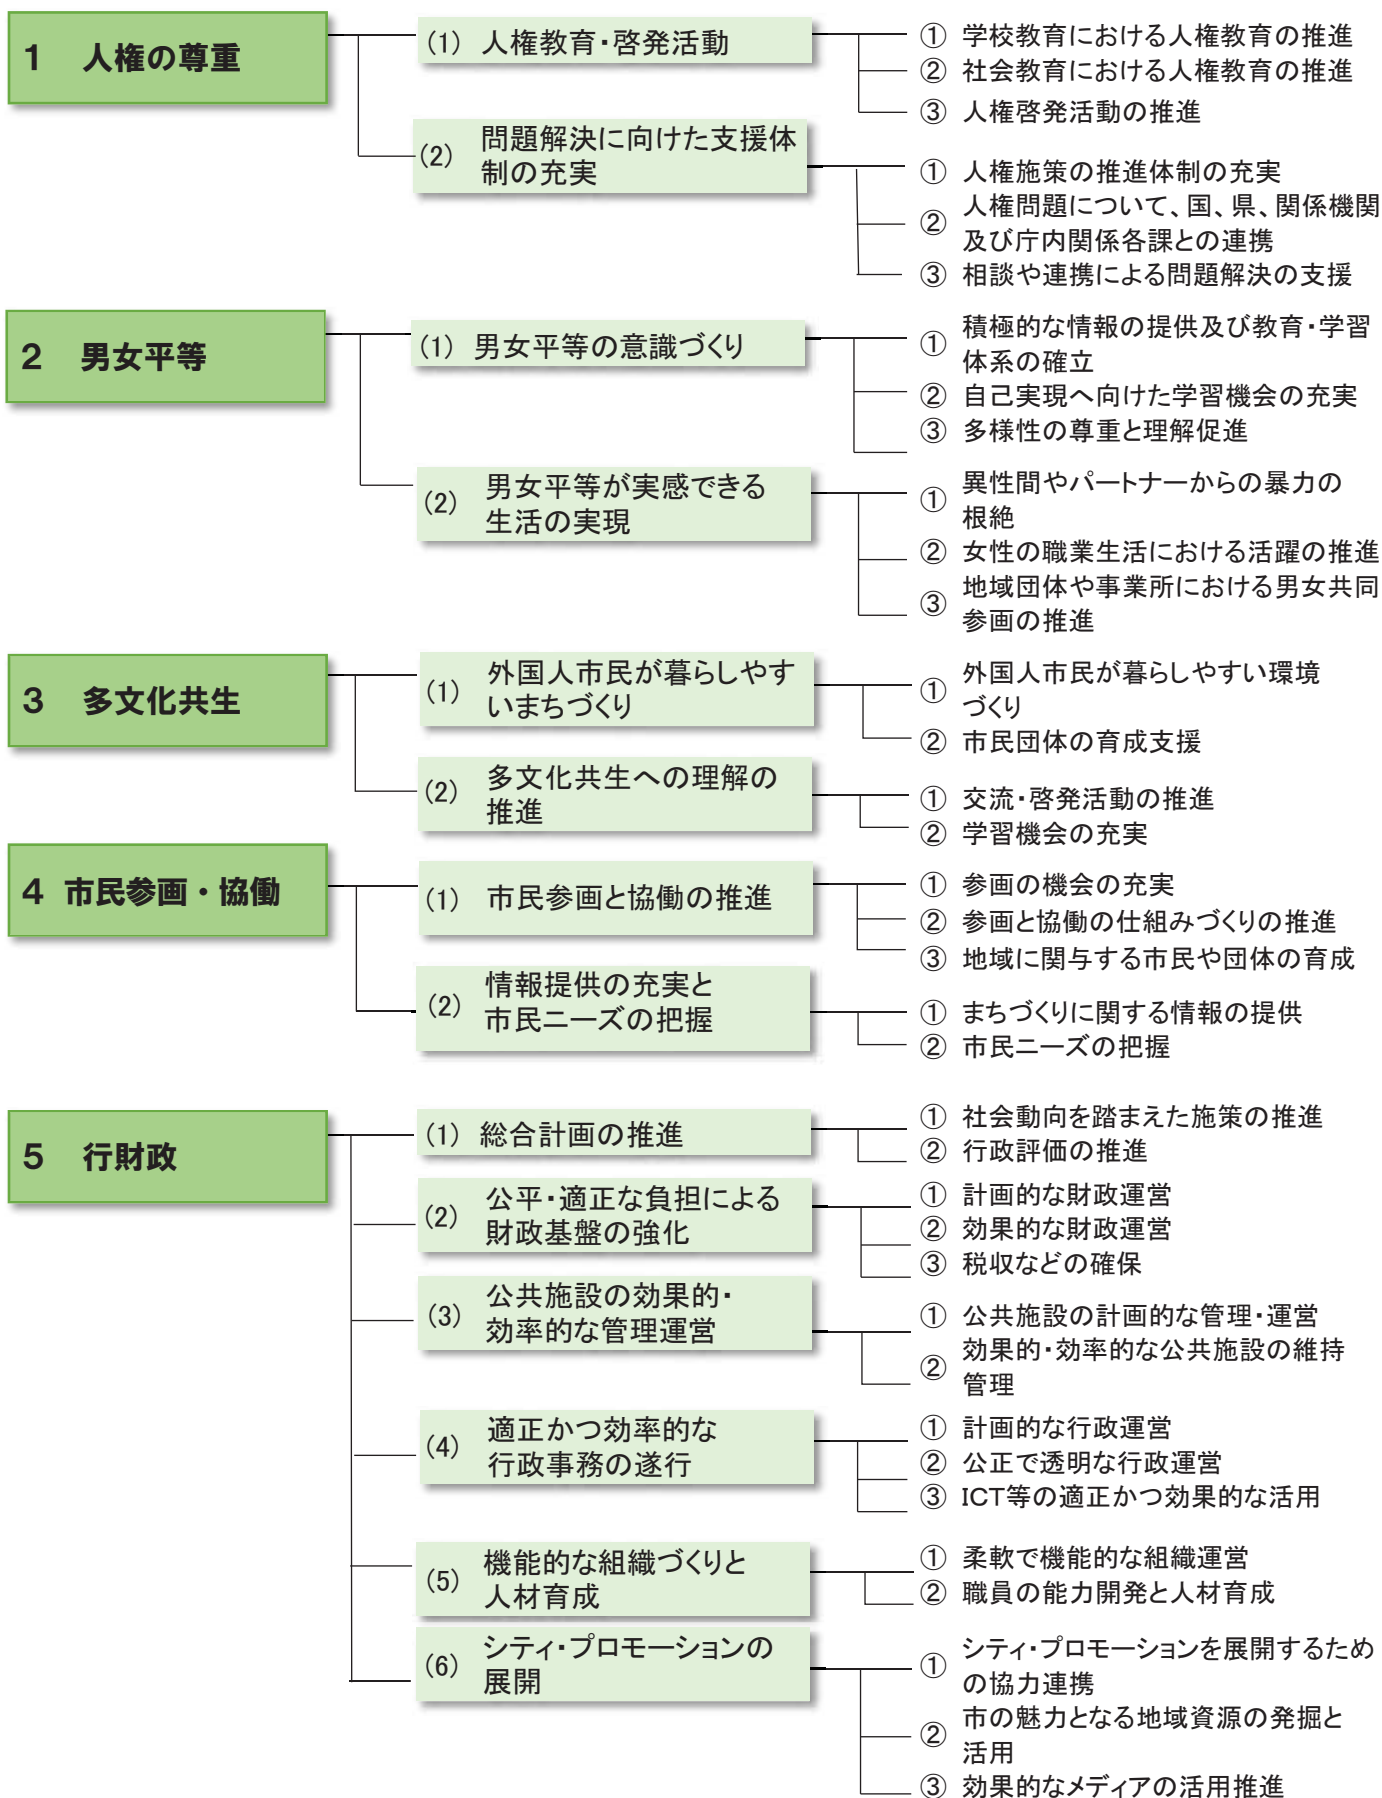 1 人権の尊重
(1) 人権教育・啓発活動
① 学校教育における人権教育の推進
② 社会教育における人権教育の推進
③ 人権啓発活動の推進
(2) 問題解決に向けた支援体
制の充実
① 人権施策の推進体制の充実
② 人権問題について、国、県、関係機関
及び庁内関係各課との連携
③ 相談や連携による問題解決の支援
2 男女平等
(1) 男女平等の意識づくり
① 積極的な情報の提供及び教育・学習
体系の確立
② 自己実現へ向けた学習機会の充実
③ 多様性の尊重と理解促進
(2) 男女平等が実感できる
生活の実現
① 異性間やパートナーからの暴力の
根絶
② 女性の職業生活における活躍の推進
③ 地域団体や事業所における男女共同
参画の推進
3 多文化共生
(1) 外国人市民が暮らしやす
いまちづくり
① 外国人市民が暮らしやすい環境
づくり
② 市民団体の育成支援
(2) 多文化共生への理解の
推進
① 交流・啓発活動の推進
② 学習機会の充実
4 市民参画・協働
(1) 市民参画と協働の推進
① 参画の機会の充実
② 参画と協働の仕組みづくりの推進
③ 地域に関与する市民や団体の育成
(2) 情報提供の充実と
市民ニーズの把握
① まちづくりに関する情報の提供
② 市民ニーズの把握
5 行財政
(1) 総合計画の推進
① 社会動向を踏まえた施策の推進
② 行政評価の推進
(2) 公平・適正な負担による
財政基盤の強化
① 計画的な財政運営
② 効果的な財政運営
③ 税収などの確保
(3) 公共施設の効果的・
効率的な管理運営
① 公共施設の計画的な管理・運営
② 効果的・効率的な公共施設の維持
管理
(4) 適正かつ効率的な
行政事務の遂行
① 計画的な行政運営
② 公正で透明な行政運営
③ ICT等の適正かつ効果的な活用
(5) 機能的な組織づくりと
人材育成
① 柔軟で機能的な組織運営
② 職員の能力開発と人材育成
(6) シティ・プロモーションの
展開
① シティ・プロモーションを展開するため
の協力連携
② 市の魅力となる地域資源の発掘と
活用
③ 効果的なメディアの活用推進